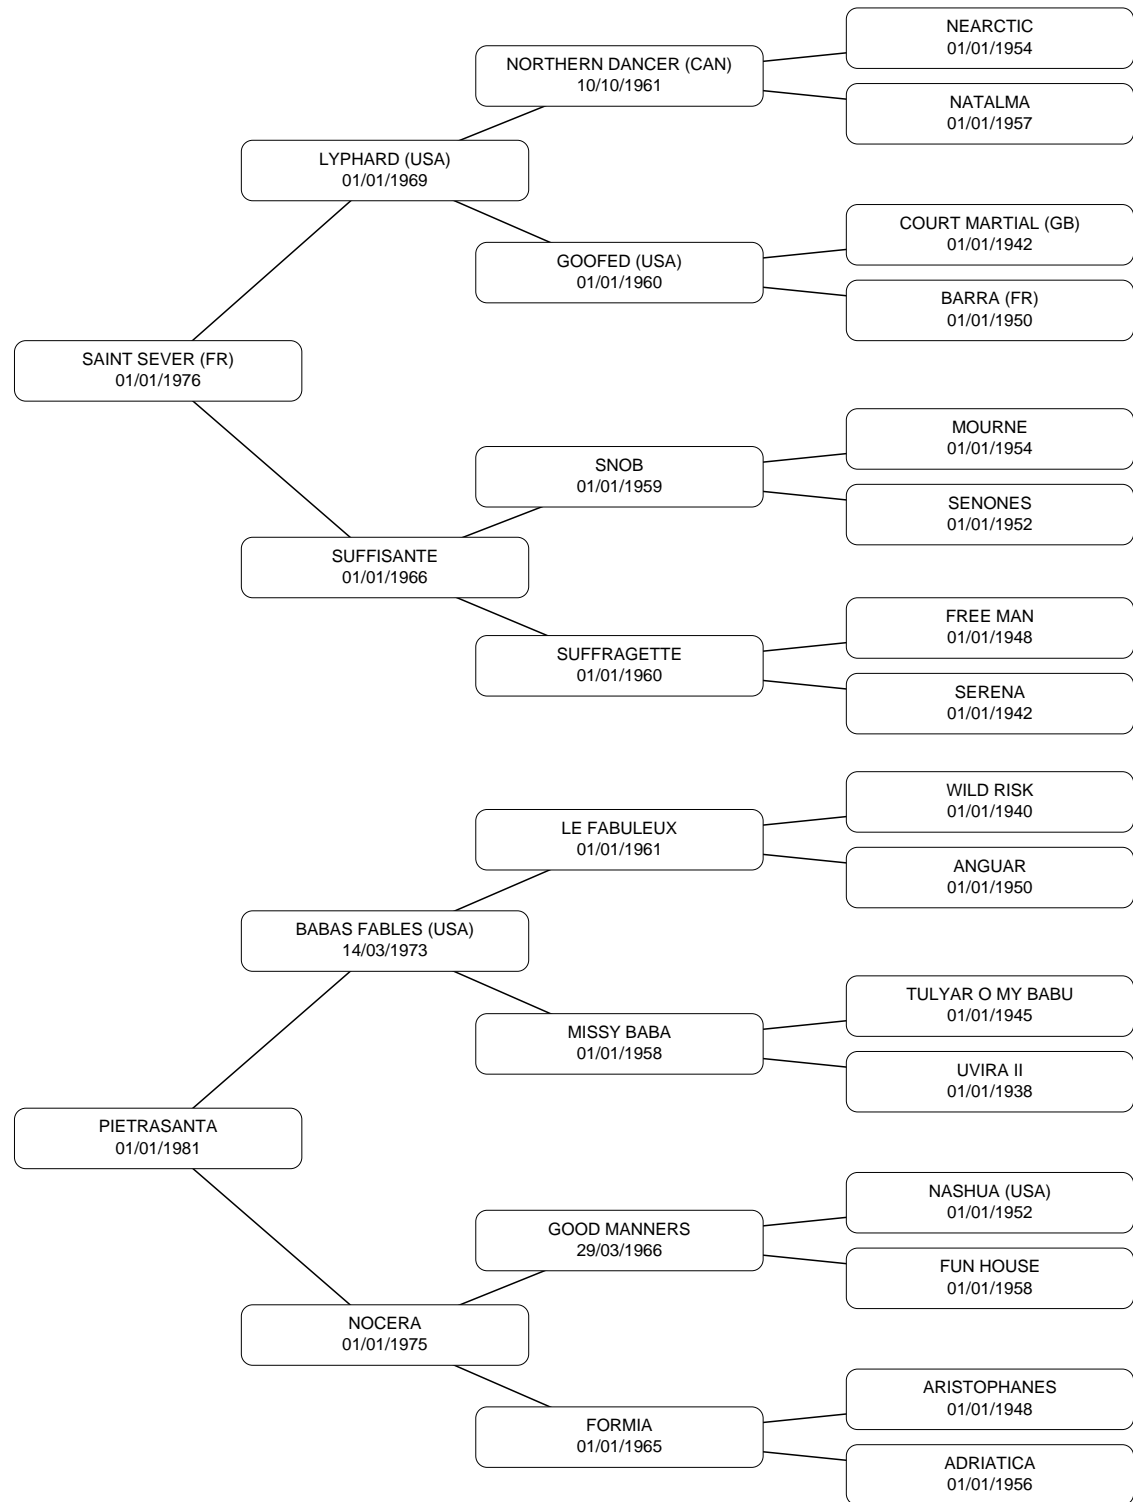 NEARCTIC
01/01/1954
NORTHERN DANCER (CAN)
10/10/1961
NATALMA
01/01/1957
LYPHARD (USA)
01/01/1969
COURT MARTIAL (GB)
01/01/1942
GOOFED (USA)
01/01/1960
BARRA (FR)
01/01/1950
SAINT SEVER (FR)
01/01/1976
MOURNE
01/01/1954
SNOB
01/01/1959
SENONES
01/01/1952
SUFFISANTE
01/01/1966
FREE MAN
01/01/1948
SUFFRAGETTE
01/01/1960
SERENA
01/01/1942
WILD RISK
01/01/1940
LE FABULEUX
01/01/1961
ANGUAR
01/01/1950
BABAS FABLES (USA)
14/03/1973
TULYAR O MY BABU
01/01/1945
MISSY BABA
01/01/1958
UVIRA II
01/01/1938
PIETRASANTA
01/01/1981
NASHUA (USA)
01/01/1952
GOOD MANNERS
29/03/1966
FUN HOUSE
01/01/1958
NOCERA
01/01/1975
ARISTOPHANES
01/01/1948
FORMIA
01/01/1965
ADRIATICA
01/01/1956